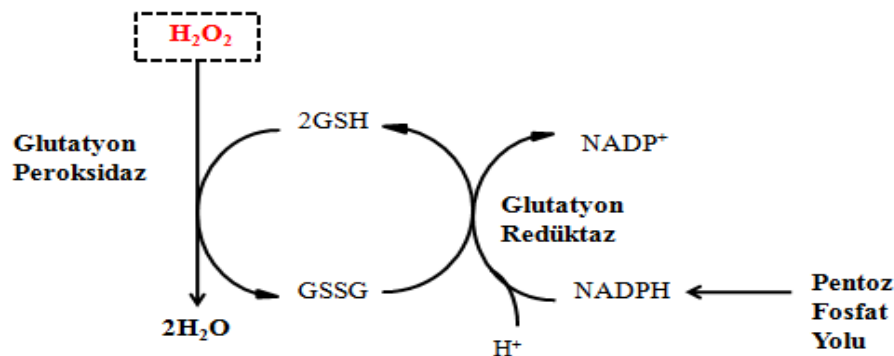 H₂O₂
2GSH
NADP⁺
Glutatyon
Peroksidaz
Glutatyon
Redüktaz
GSSG
NADPH
Pentoz
Fosfat
Yolu
2H₂O
H⁺